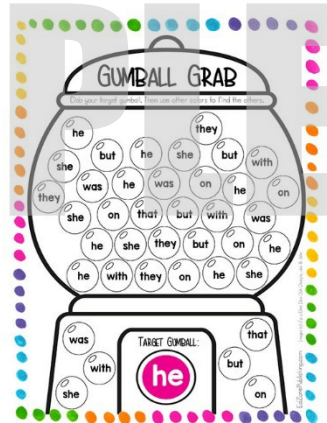 GUMBALL GRAB
Dab your target gumball, then use other colors to find the others.
he they
she but he she but with
they was he was on he on
she on that but with was
he she they but on he
he with they on he she
was TARGET GUMBALL: that
with he but
she on